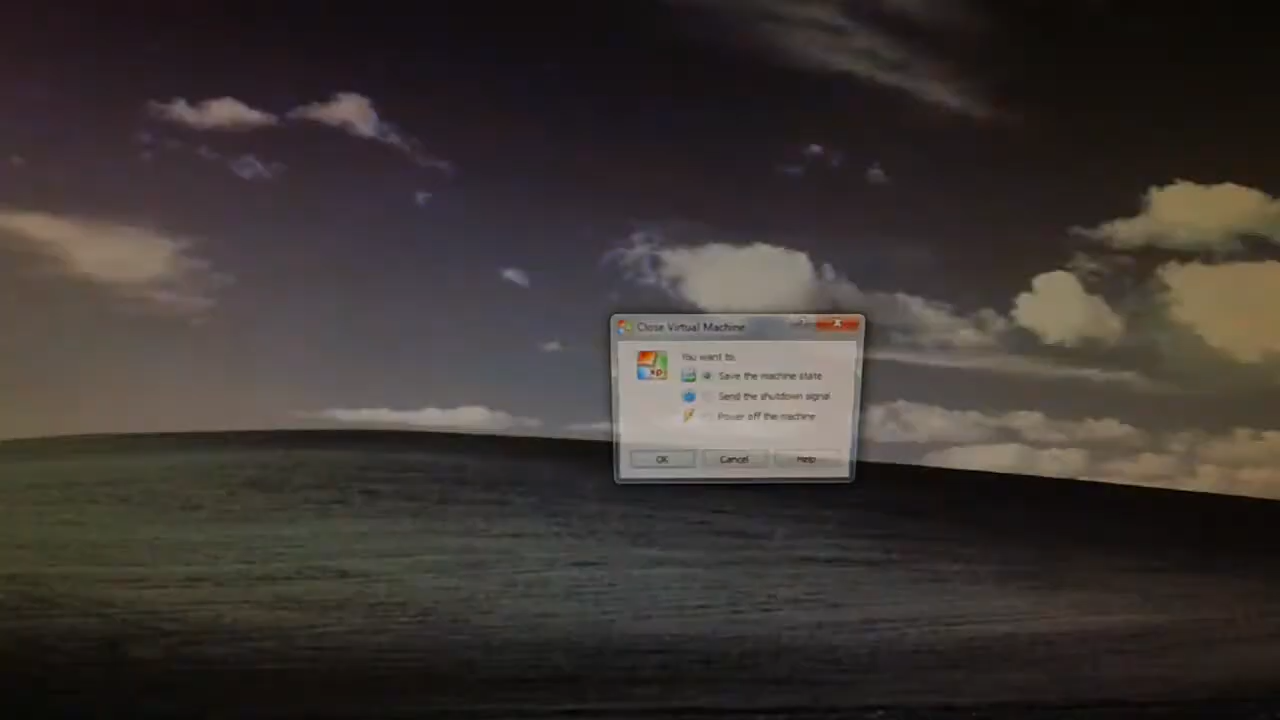 Close Virtual Machine
You want to:
xp
Save the machine state
Send the shutdown signal
Power off the machine
OK
Cancel
Help